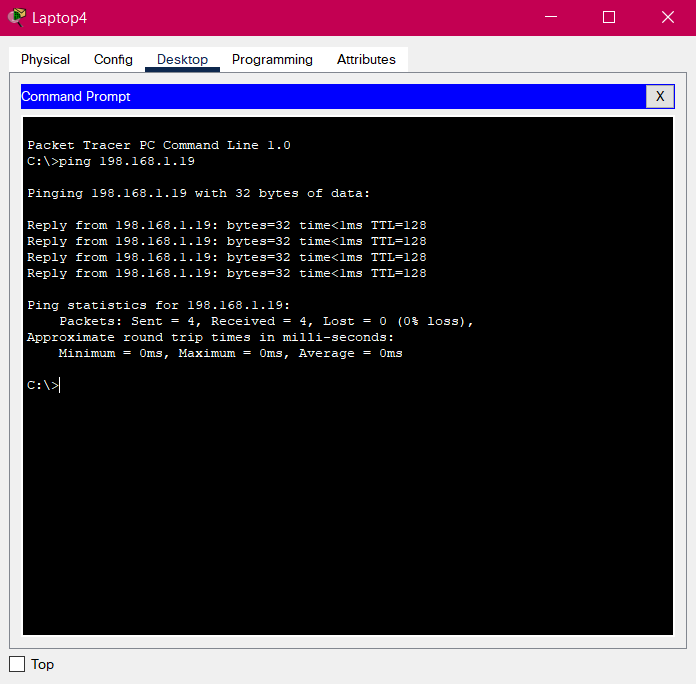 Laptop4
Physical Config Desktop Programming Attributes
Command Prompt X
Packet Tracer PC Command Line 1.0
C:\>ping 198.168.1.19
Pinging 198.168.1.19 with 32 bytes of data:
Reply from 198.168.1.19: bytes=32 time<1ms TTL=128
Reply from 198.168.1.19: bytes=32 time<1ms TTL=128
Reply from 198.168.1.19: bytes=32 time<1ms TTL=128
Reply from 198.168.1.19: bytes=32 time<1ms TTL=128
Ping statistics for 198.168.1.19:
Packets: Sent = 4, Received = 4, Lost = 0 (0% loss),
Approximate round trip times in milli-seconds:
Minimum = 0ms, Maximum = 0ms, Average = 0ms
C:\>
Top